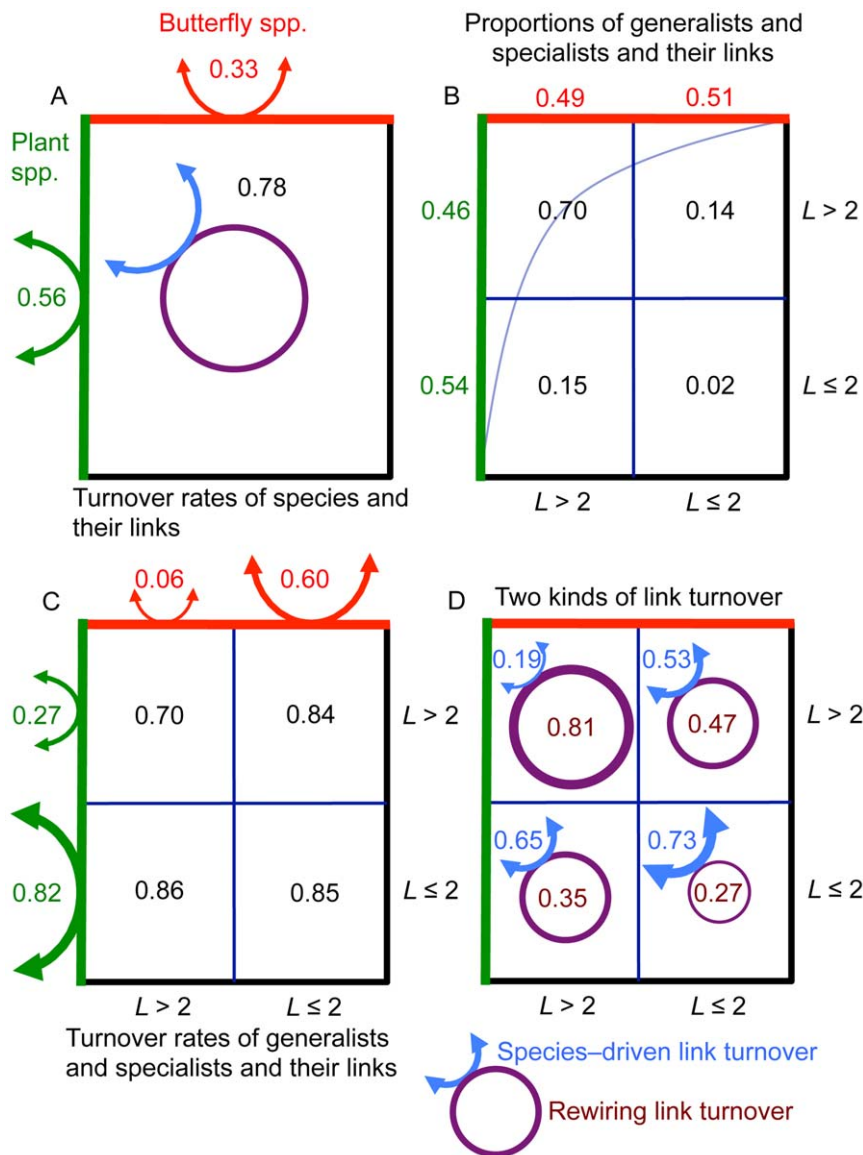 Butterfly spp.
0.33
A
Plant
spp.
0.78
0.56
Turnover rates of species and
their links
Proportions of generalists and
specialists and their links
B
0.49
0.51
0.46
0.70
0.14
L > 2
0.54
0.15
0.02
L ≤ 2
L > 2
L ≤ 2
C
0.06
0.60
0.27
0.70
0.84
L > 2
0.82
0.86
0.85
L ≤ 2
L > 2
L ≤ 2
Turnover rates of generalists
and specialists and their links
D
Two kinds of link turnover
0.19
0.53
0.81
0.47
L > 2
0.65
0.73
0.35
0.27
L ≤ 2
L > 2
L ≤ 2
Species–driven link turnover
Rewiring link turnover